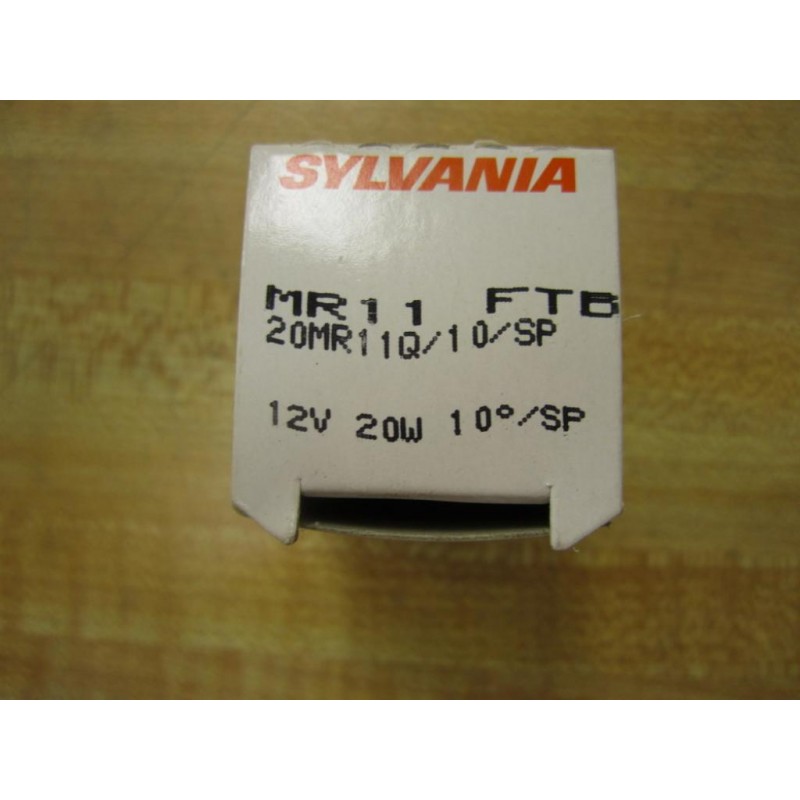 SYLVANIA
MR11 FTB
20MR11Q/10/SP
12V 20W 10°/SP